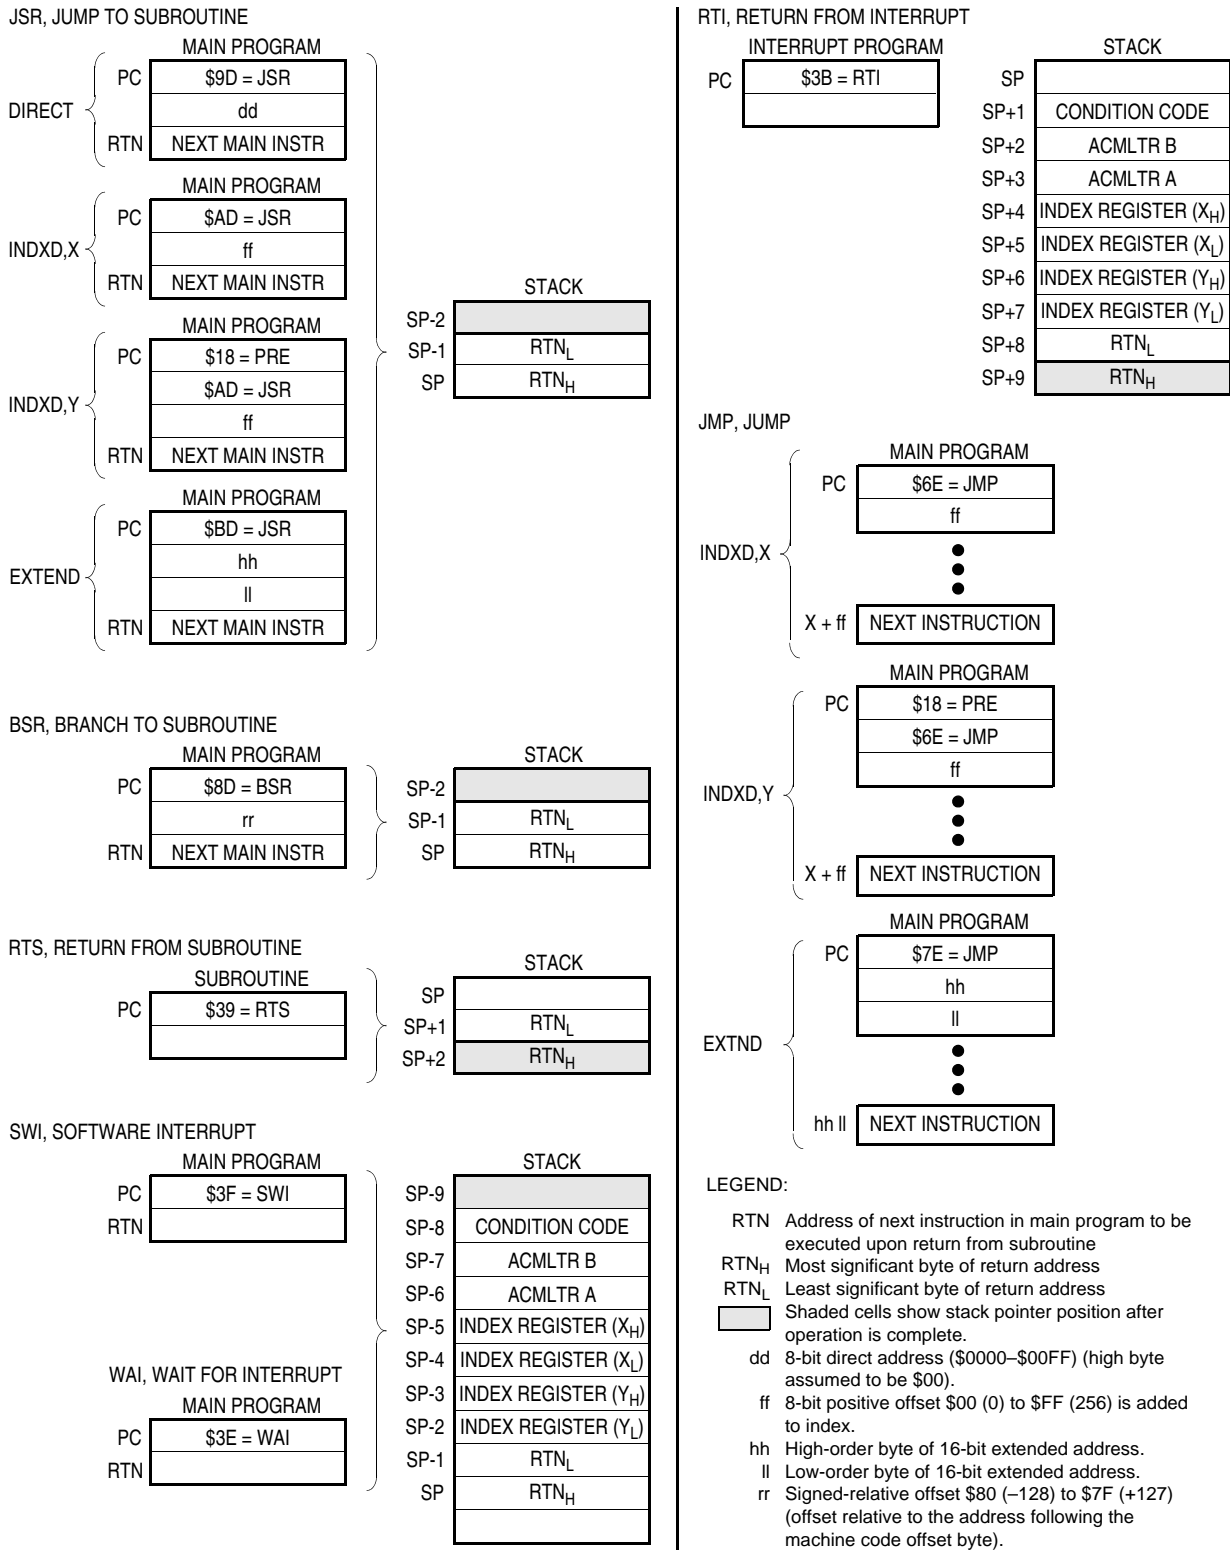 JSR, JUMP TO SUBROUTINE
MAIN PROGRAM
DIRECT
PC $9D = JSR
dd
RTN NEXT MAIN INSTR
MAIN PROGRAM
INDXD,X
PC $AD = JSR
ff
RTN NEXT MAIN INSTR
MAIN PROGRAM
INDXD,Y
PC $18 = PRE
$AD = JSR
ff
RTN NEXT MAIN INSTR
MAIN PROGRAM
EXTEND
PC $BD = JSR
hh
ll
RTN NEXT MAIN INSTR
STACK
SP-2
SP-1 RTNL
SP RTNH
BSR, BRANCH TO SUBROUTINE
MAIN PROGRAM
PC $8D = BSR
rr
RTN NEXT MAIN INSTR
STACK
SP-2
SP-1 RTNL
SP RTNH
RTS, RETURN FROM SUBROUTINE
SUBROUTINE
PC $39 = RTS
STACK
SP
SP+1 RTNL
SP+2 RTNH
SWI, SOFTWARE INTERRUPT
MAIN PROGRAM
PC $3F = SWI
RTN
WAI, WAIT FOR INTERRUPT
MAIN PROGRAM
PC $3E = WAI
RTN
STACK
SP-9
SP-8 CONDITION CODE
SP-7 ACMLTR B
SP-6 ACMLTR A
SP-5 INDEX REGISTER (XH)
SP-4 INDEX REGISTER (XL)
SP-3 INDEX REGISTER (YH)
SP-2 INDEX REGISTER (YL)
SP-1 RTNL
SP RTNH
RTI, RETURN FROM INTERRUPT
INTERRUPT PROGRAM
PC $3B = RTI
STACK
SP
SP+1 CONDITION CODE
SP+2 ACMLTR B
SP+3 ACMLTR A
SP+4 INDEX REGISTER (XH)
SP+5 INDEX REGISTER (XL)
SP+6 INDEX REGISTER (YH)
SP+7 INDEX REGISTER (YL)
SP+8 RTNL
SP+9 RTNH
JMP, JUMP
MAIN PROGRAM
INDXD,X
PC $6E = JMP
ff
X + ff NEXT INSTRUCTION
MAIN PROGRAM
INDXD,Y
PC $18 = PRE
$6E = JMP
ff
X + ff NEXT INSTRUCTION
MAIN PROGRAM
EXTND
PC $7E = JMP
hh
ll
hh ll NEXT INSTRUCTION
LEGEND:
RTN Address of next instruction in main program to be
executed upon return from subroutine
RTNH Most significant byte of return address
RTNL Least significant byte of return address
Shaded cells show stack pointer position after
operation is complete.
dd 8-bit direct address ($0000–$00FF) (high byte
assumed to be $00).
ff 8-bit positive offset $00 (0) to $FF (256) is added
to index.
hh High-order byte of 16-bit extended address.
ll Low-order byte of 16-bit extended address.
rr Signed-relative offset $80 (–128) to $7F (+127)
(offset relative to the address following the
machine code offset byte).